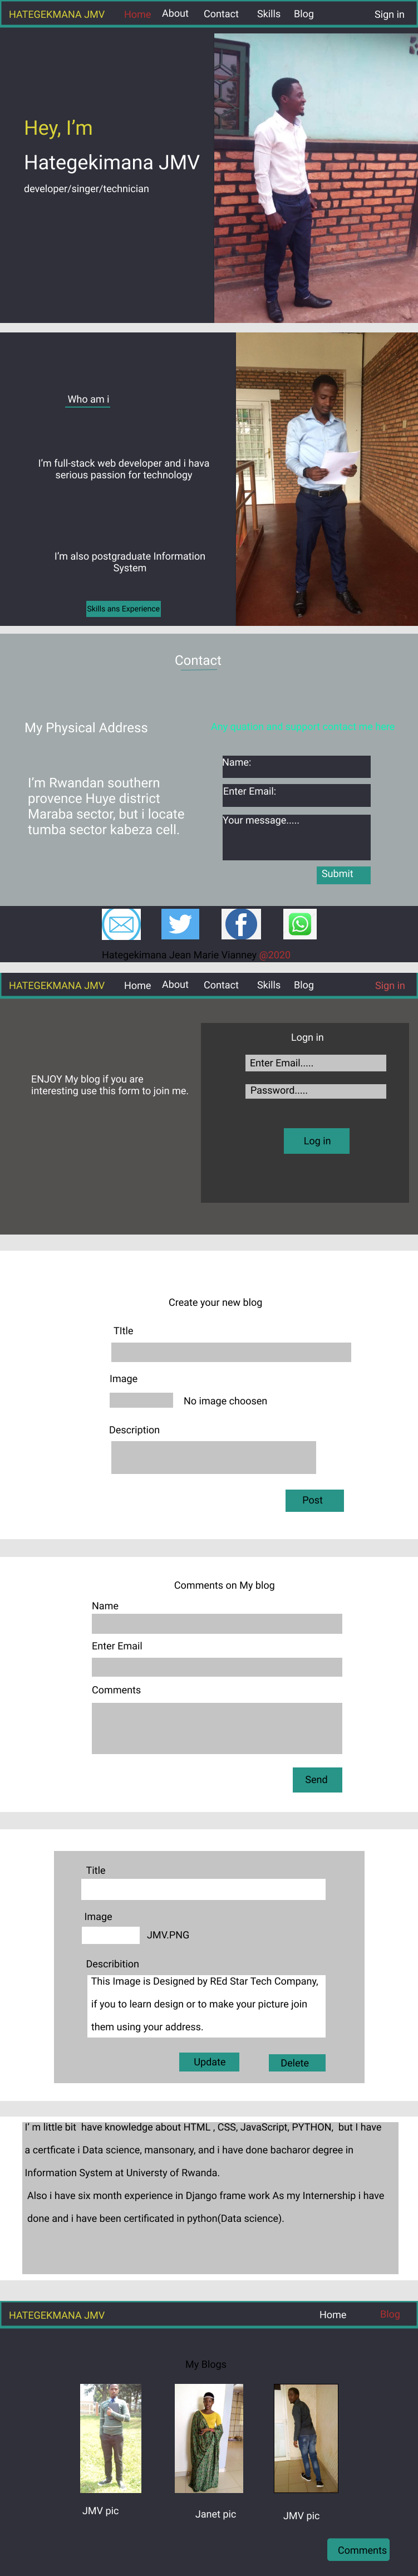 HATEGEKMANA JMV Home About Contact Skills Blog Sign in
Hey, I'm
Hategekimana JMV
developer/singer/technician
Who am i
I'm full-stack web developer and i hava
serious passion for technology
I'm also postgraduate Information
System
Skills ans Experience
Contact
My Physical Address
I'm Rwandan southern
provence Huye district
Maraba sector, but i locate
tumba sector kabeza cell.
Name:
Enter Email:
Your message.....
Submit
Hategekimana Jean Marie Vianney @2020
HATEGEKMANA JMV Home About Contact Skills Blog Sign in
ENJOY My blog if you are
interesting use this form to join me.
Logn in
Enter Email.....
Password.....
Log in
Create your new blog
TItle
Image
No image choosen
Description
Post
Comments on My blog
Name
Enter Email
Comments
Send
Title
Image
JMV.PNG
Describition
This Image is Designed by REd Star Tech Company,
if you to learn design or to make your picture join
them using your address.
Update Delete
I' m little bit have knowledge about HTML , CSS, JavaScript, PYTHON, but I have
a certficate i Data science, mansonary, and i have done bacharor degree in
Information System at Universty of Rwanda.
Also i have six month experience in Django frame work As my Internership i have
done and i have been certificated in python(Data science).
HATEGEKMANA JMV Home Blog
My Blogs
JMV pic Janet pic JMV pic
Comments